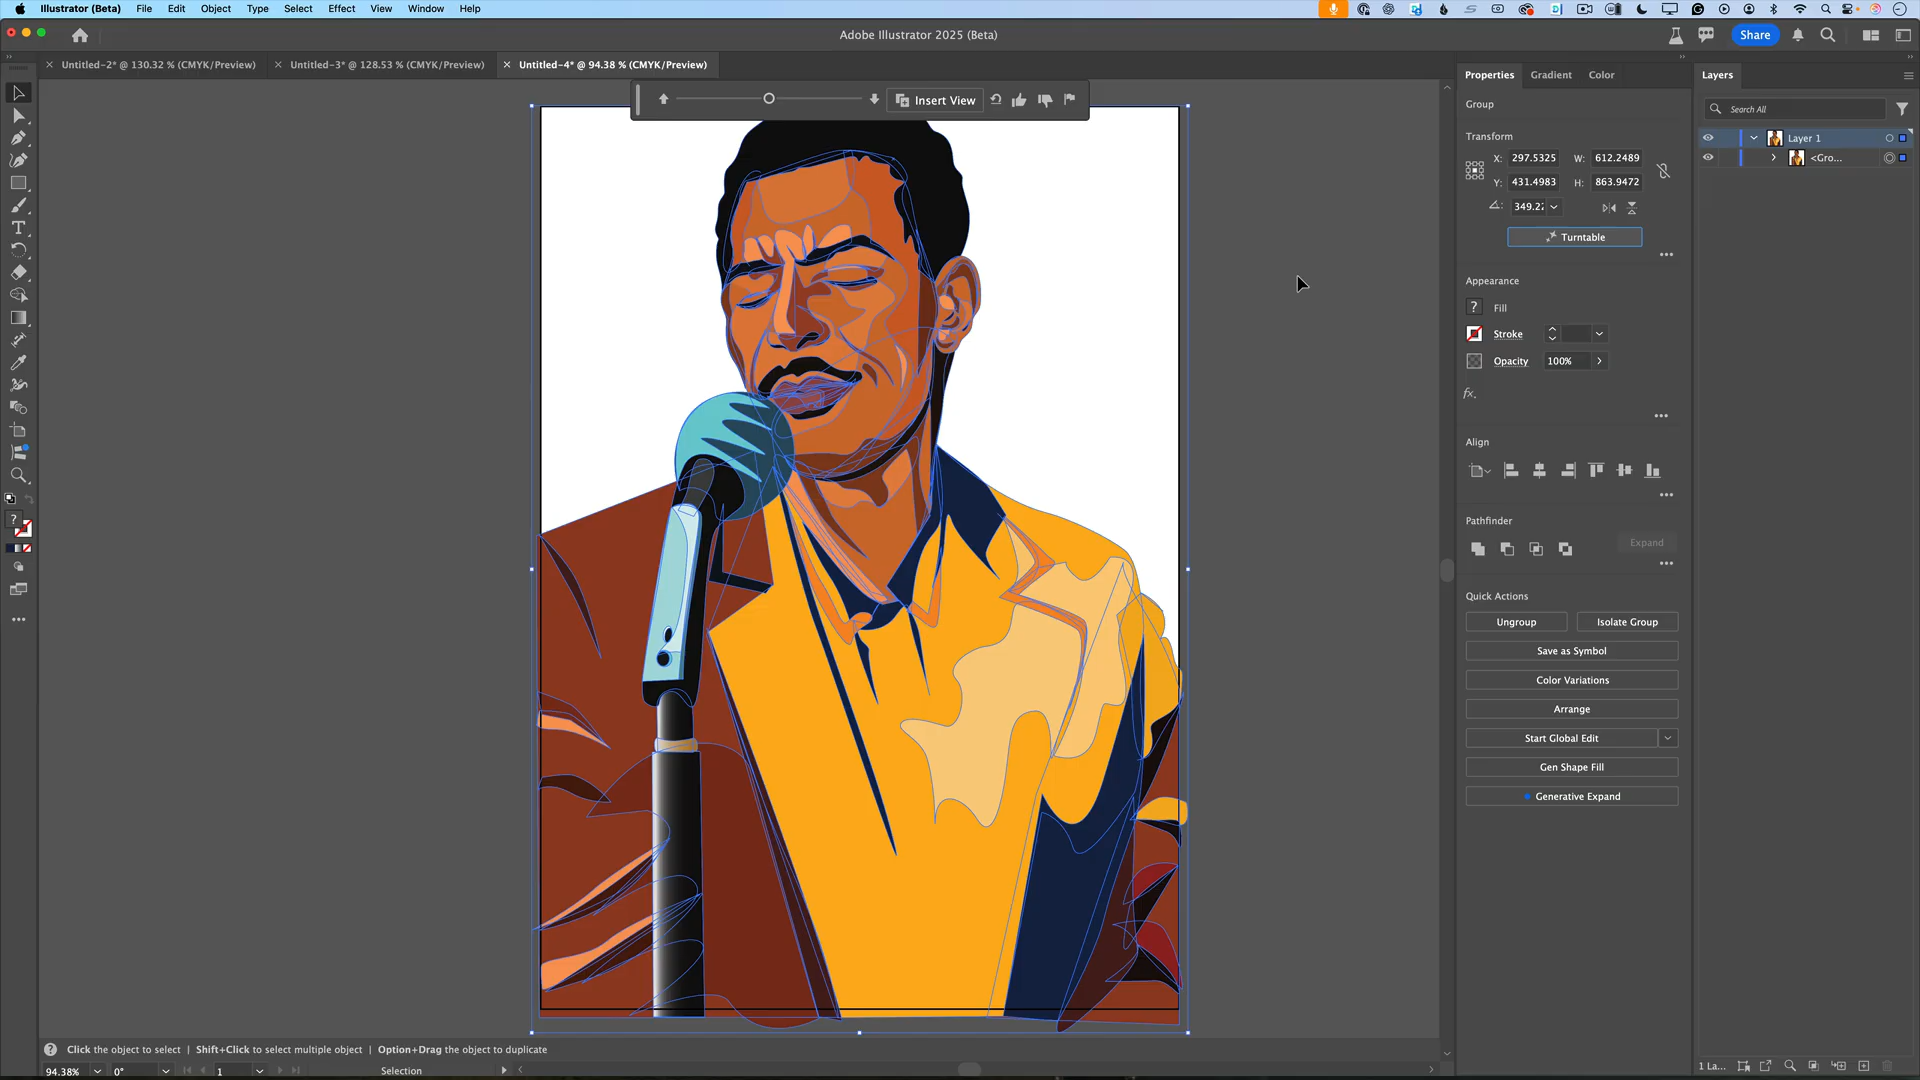 Illustrator (Beta) File Edit Object Type Select Effect View Window Help
Adobe Illustrator 2025 (Beta)
Share
Untitled-2* @ 130.32 % (CMYK/Preview)
Untitled-3* @ 128.53 % (CMYK/Preview)
Untitled-4* @ 94.38 % (CMYK/Preview)
Insert View
Properties Gradient Color
Group
Transform
X: 297.5325 W: 612.2489
Y: 431.4983 H: 863.9472
349.2
Turntable
Appearance
? Fill
Stroke
Opacity 100%
fx.
Align
Pathfinder
Expand
Quick Actions
Ungroup Isolate Group
Save as Symbol
Color Variations
Arrange
Start Global Edit
Gen Shape Fill
Generative Expand
Layers
Search All
Layer 1
<Gro...
1 La...
Click the object to select | Shift+Click to select multiple object | Option+Drag the object to duplicate
94.38% 0° 1 Selection